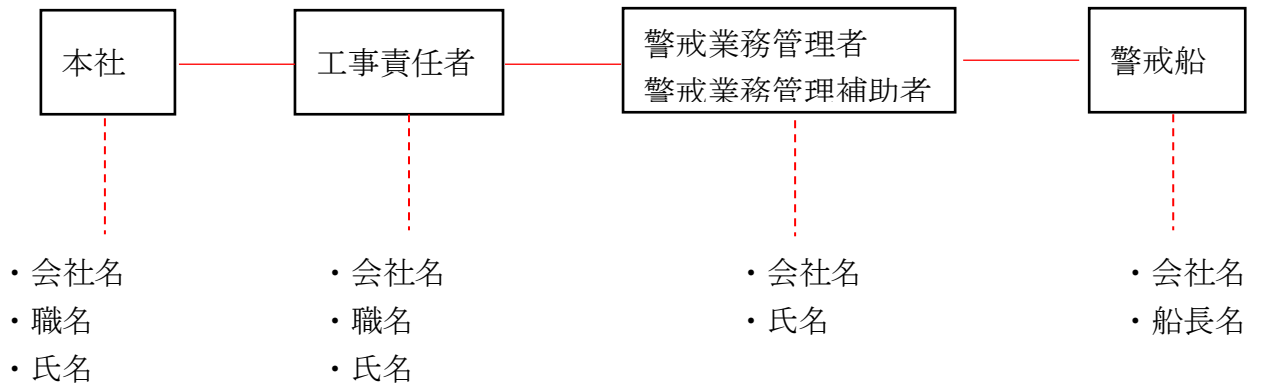 本社
工事責任者
警戒業務管理者
警戒業務管理補助者
警戒船
・会社名
・職名
・氏名
・会社名
・職名
・氏名
・会社名
・氏名
・会社名
・船長名